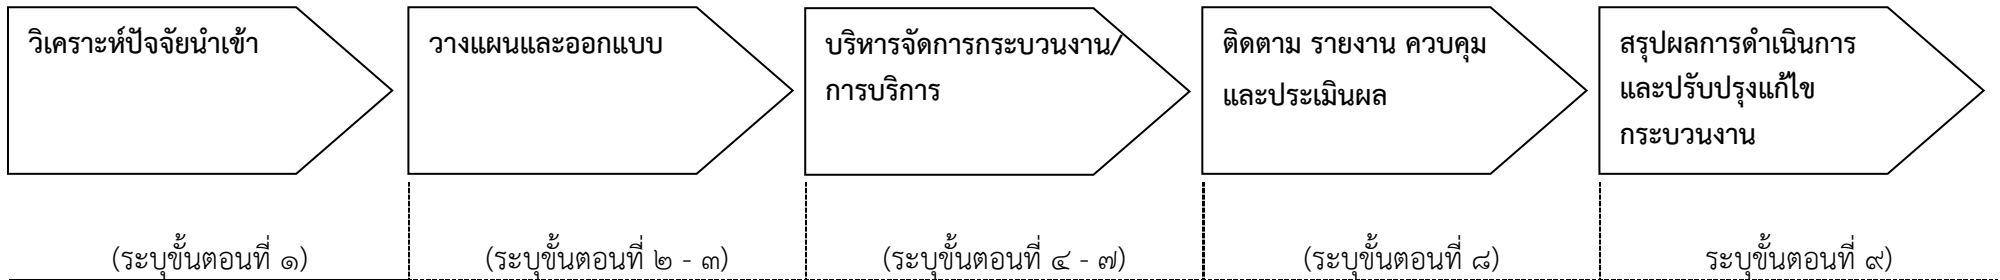 วิเคราะห์ปัจจัยนำเข้า
วางแผนและออกแบบ
บริหารจัดการกระบวนงาน/
การบริการ
ติดตาม รายงาน ควบคุม
และประเมินผล
สรุปผลการดำเนินการ
และปรับปรุงแก้ไข
กระบวนงาน
(ระบุขั้นตอนที่ ๑)
(ระบุขั้นตอนที่ ๒ - ๓)
(ระบุขั้นตอนที่ ๔ - ๗)
(ระบุขั้นตอนที่ ๘)
ระบุขั้นตอนที่ ๙)